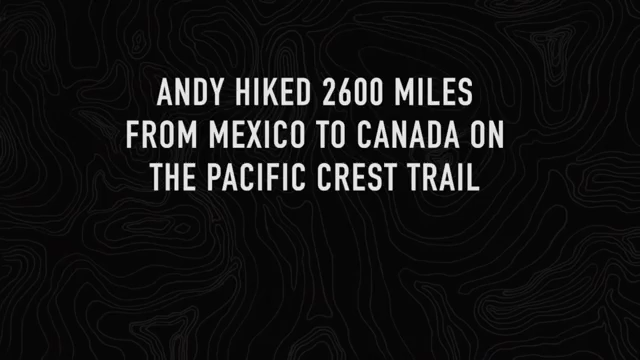 ANDY HIKED 2600 MILES
FROM MEXICO TO CANADA ON
THE PACIFIC CREST TRAIL